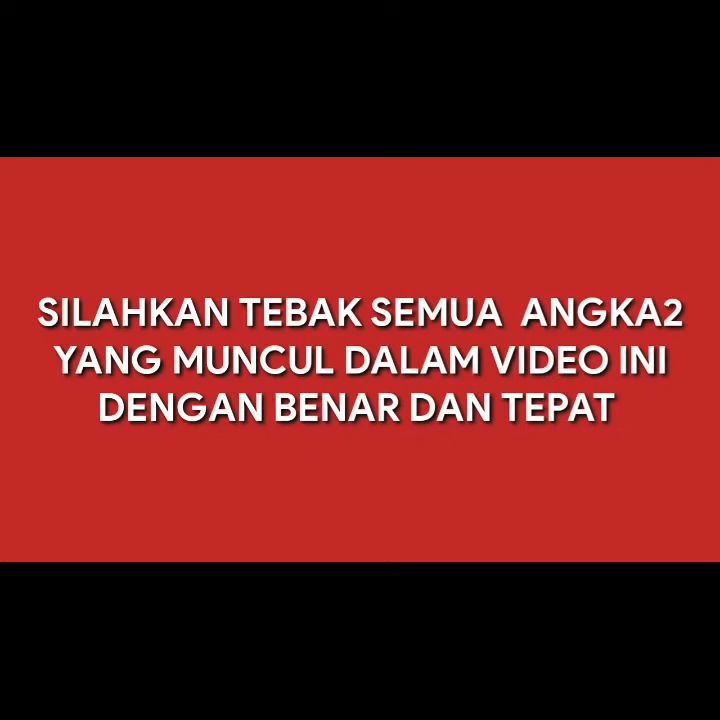 SILAHKAN TEBAK SEMUA ANGKA2
YANG MUNCUL DALAM VIDEO INI
DENGAN BENAR DAN TEPAT